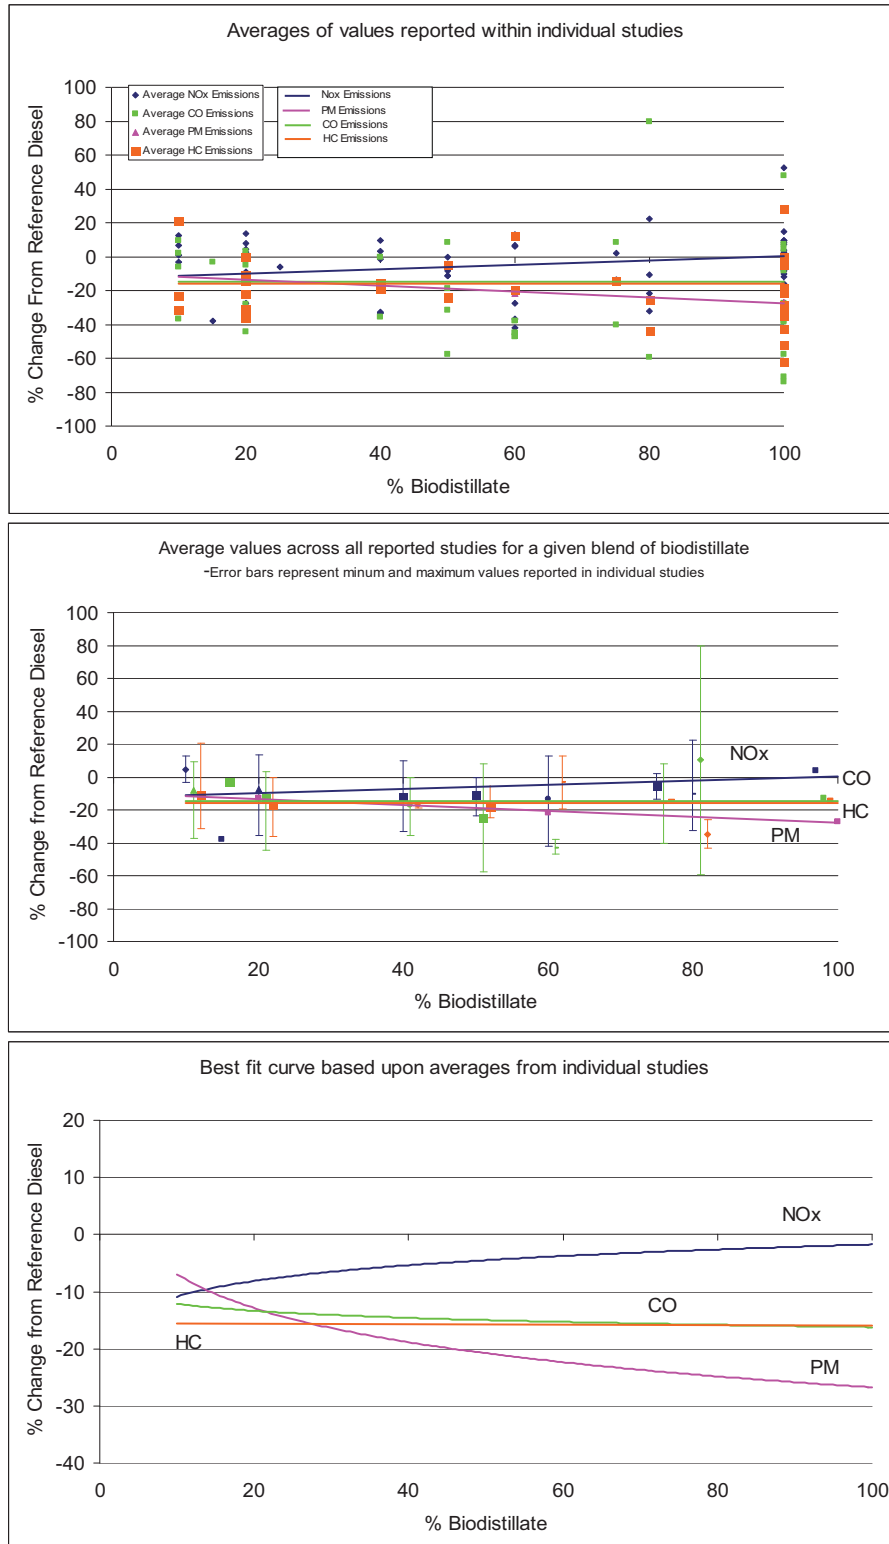 Averages of values reported within individual studies
% Change From Reference Diesel
100
80
60
40
20
0
-20
-40
-60
-80
-100
Average NOx Emissions
Average CO Emissions
Average PM Emissions
Average HC Emissions
Nox Emissions
PM Emissions
CO Emissions
HC Emissions
0 20 40 60 80 100
% Biodistillate
Average values across all reported studies for a given blend of biodistillate
-Error bars represent minum and maximum values reported in individual studies
% Change from Reference Diesel
100
80
60
40
20
0
-20
-40
-60
-80
-100
NOx
CO
HC
PM
0 20 40 60 80 100
% Biodistillate
Best fit curve based upon averages from individual studies
% Change from Reference Diesel
20
10
0
-10
-20
-30
-40
NOx
CO
HC
PM
0 20 40 60 80 100
% Biodistillate